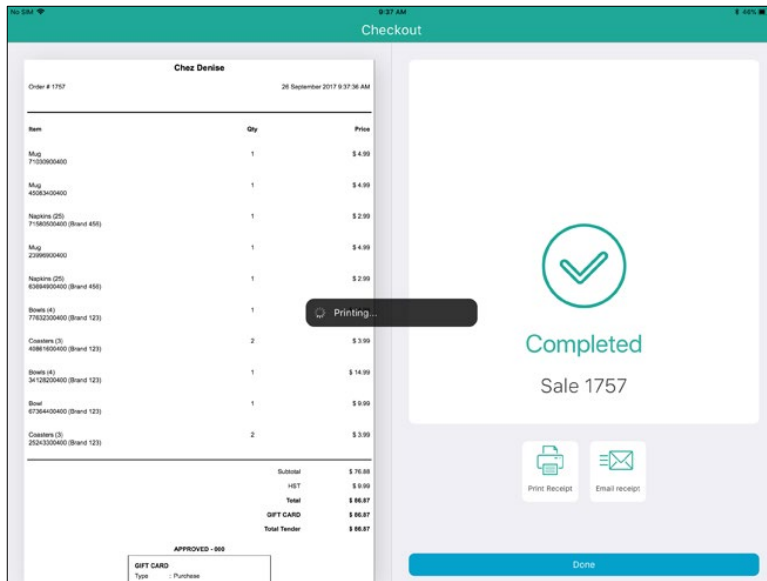 No SIM 9:37 AM 46%
Checkout
Chez Denise
Order # 1757 26 September 2017 9:37:36 AM
Item Qty Price
Mug 1 $ 4.99
71030900400
Mug 1 $ 4.99
45083400400
Napkins (25) 1 $ 2.99
71580500400 (Brand 456)
Mug 1 $ 4.99
23996900400
Napkins (25) 1 $ 2.99
63694900400 (Brand 456)
Bowls (4) 1
77632300400 (Brand 123)
Coasters (3) 2 $ 3.99
40861600400 (Brand 123)
Bowls (4) 1 $ 14.99
34128200400 (Brand 123)
Bowl 1 $ 9.99
67364400400 (Brand 123)
Coasters (3) 2 $ 3.99
25243300400 (Brand 123)
Subtotal $ 76.88
HST $ 9.99
Total $ 86.87
GIFT CARD $ 86.87
Total Tender $ 86.87
APPROVED - 000
GIFT CARD
Type : Purchase
Printing...
Completed
Sale 1757
Print Receipt Email receipt
Done